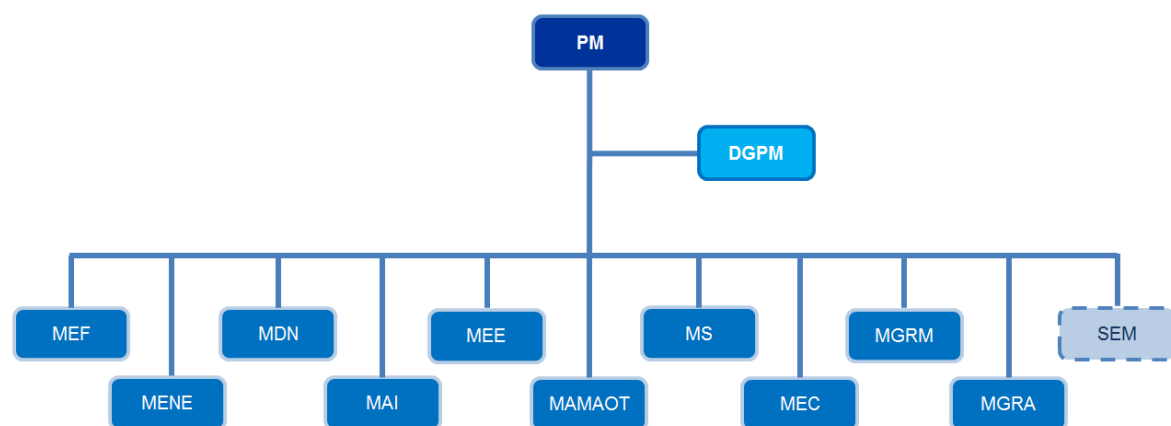 PM
DGPM
MEF
MDN
MEE
MS
MGRM
SEM
MENE
MAI
MAMAOT
MEC
MGRA